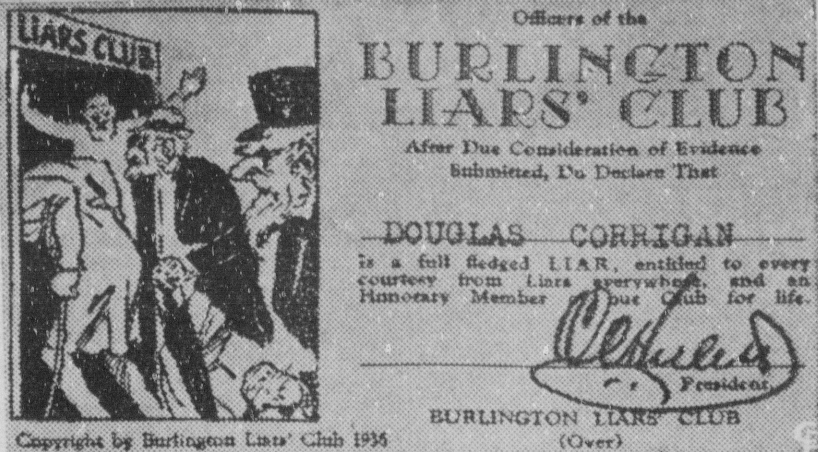 LIARS CLUB
Officers of the
BURLINGTON
LIARS' CLUB
After Due Consideration of Evidence
Submitted, Do Declare That
DOUGLAS CORRIGAN
is a full fledged LIAR, entitled to every
courtesy from Liars everywhere, and an
Honorary Member of our Club for life.
President
BURLINGTON LIARS' CLUB
(Over)
Copyright by Burlington Liars' Club 1936